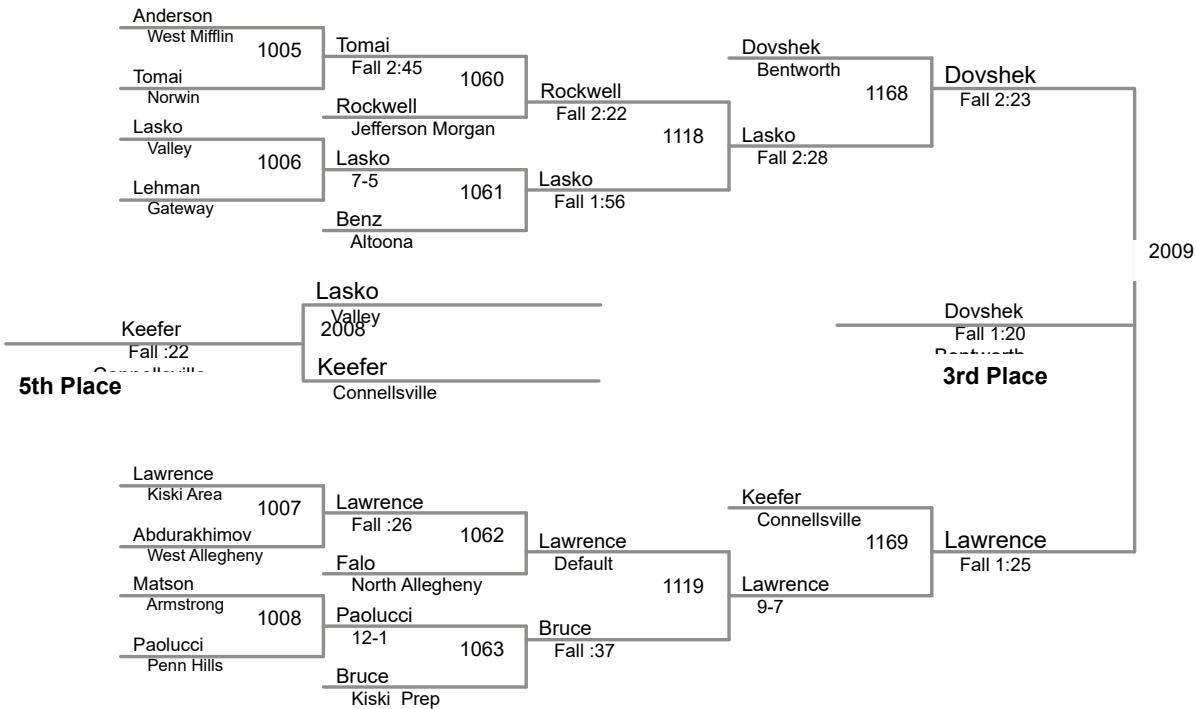 Anderson
West Mifflin
1005
Tomai
Norwin
Tomai
Fall 2:45
1060
Rockwell
Jefferson Morgan
Lasko
Valley
1006
Lehman
Gateway
Lasko
7-5
1061
Benz
Altoona
Rockwell
Fall 2:22
1118
Lasko
Fall 1:56
Dovshek
Bentworth
1168
Lasko
Fall 2:28
Dovshek
Fall 2:23
2009
Lasko
Valley
2008
Keefer
Connellsville
Keefer
Fall :22
Connellsville
5th Place
Dovshek
Fall 1:20
Bentworth
3rd Place
Lawrence
Kiski Area
1007
Abdurakhimov
West Allegheny
Lawrence
Fall :26
1062
Falo
North Allegheny
Matson
Armstrong
1008
Paolucci
Penn Hills
Paolucci
12-1
1063
Bruce
Kiski Prep
Lawrence
Default
1119
Bruce
Fall :37
Keefer
Connellsville
1169
Lawrence
9-7
Lawrence
Fall 1:25